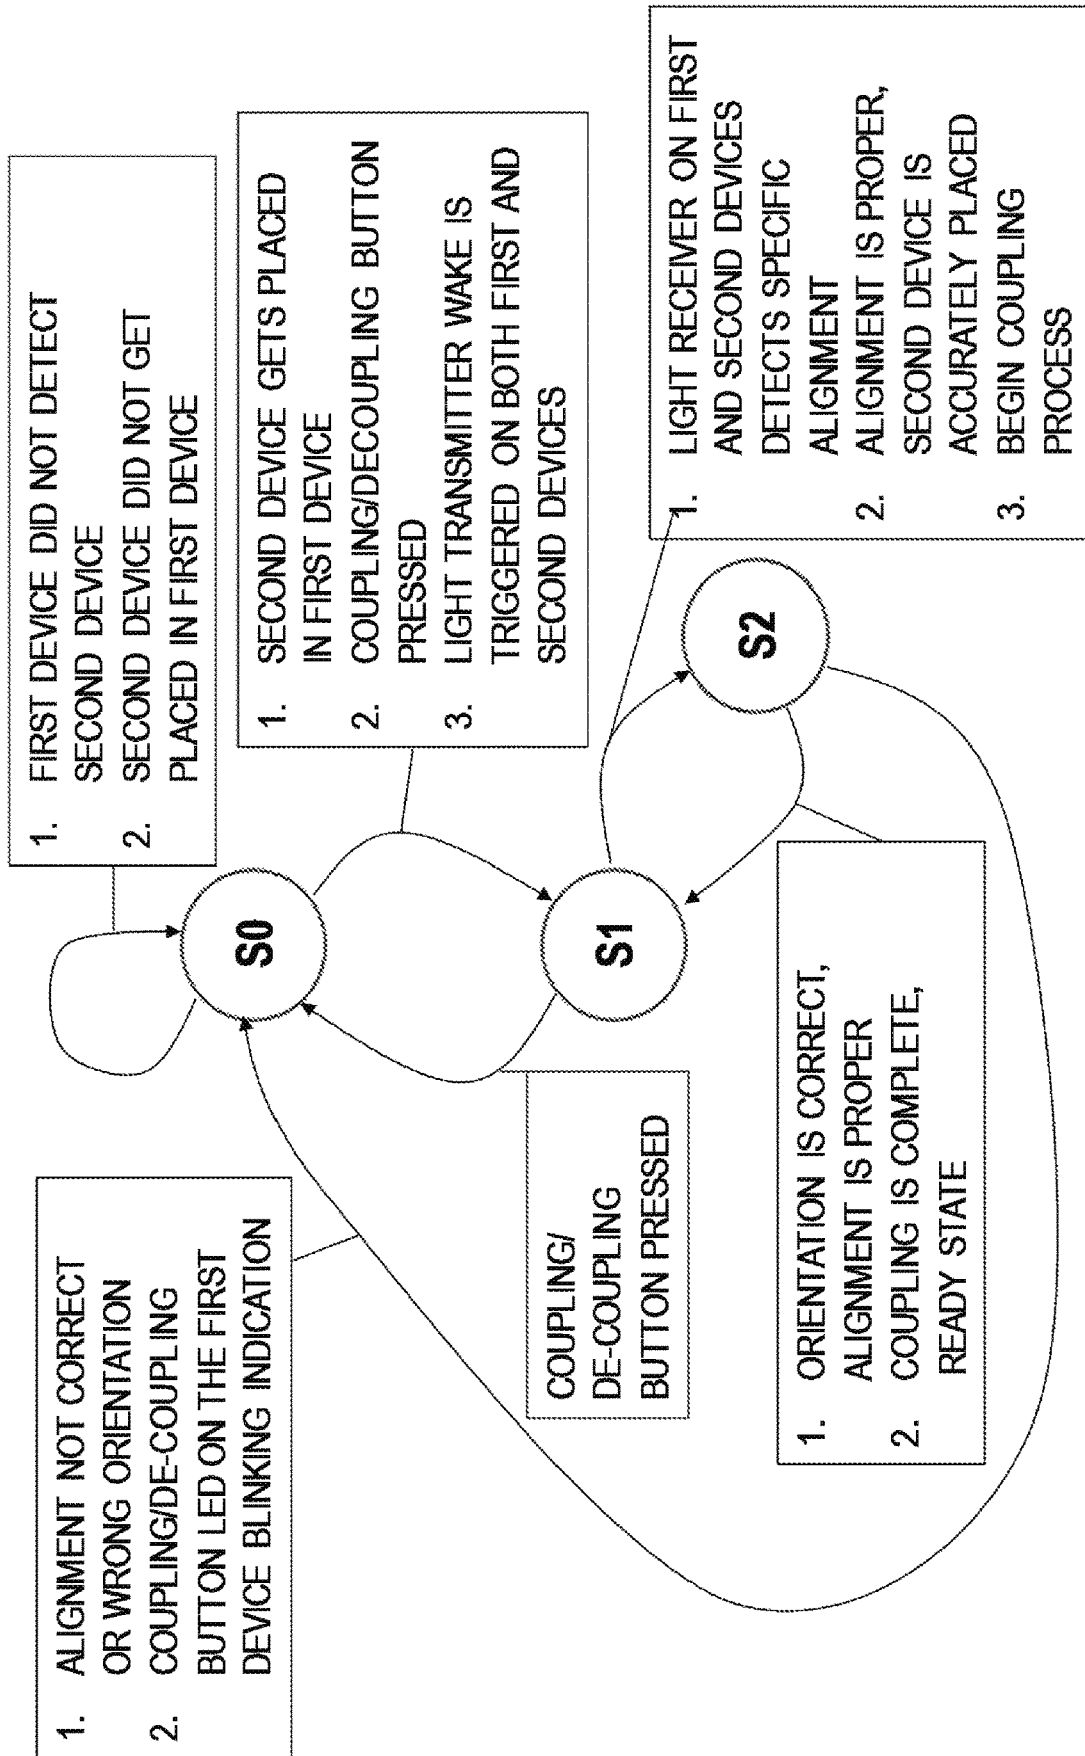 1. FIRST DEVICE DID NOT DETECT
SECOND DEVICE
2. SECOND DEVICE DID NOT GET
PLACED IN FIRST DEVICE
1. SECOND DEVICE GETS PLACED
IN FIRST DEVICE
2. COUPLING/DECOUPLING BUTTON
PRESSED
3. LIGHT TRANSMITTER WAKE IS
TRIGGERED ON BOTH FIRST AND
SECOND DEVICES
1. LIGHT RECEIVER ON FIRST
AND SECOND DEVICES
DETECTS SPECIFIC
ALIGNMENT
2. ALIGNMENT IS PROPER,
SECOND DEVICE IS
ACCURATELY PLACED
3. BEGIN COUPLING
PROCESS
S0
S1
S2
1. ALIGNMENT NOT CORRECT
OR WRONG ORIENTATION
2. COUPLING/DE-COUPLING
BUTTON LED ON THE FIRST
DEVICE BLINKING INDICATION
COUPLING/
DE-COUPLING
BUTTON PRESSED
1. ORIENTATION IS CORRECT,
ALIGNMENT IS PROPER
2. COUPLING IS COMPLETE,
READY STATE